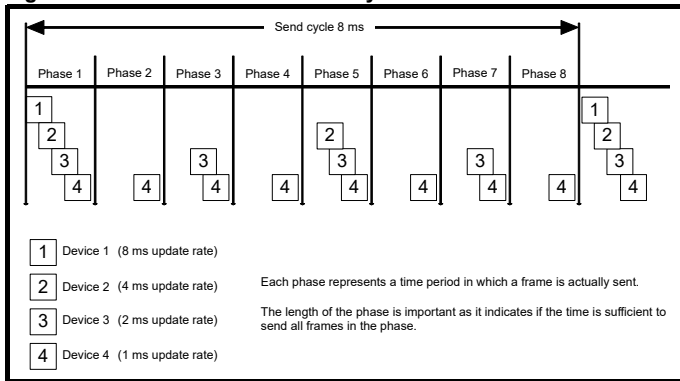 Send cycle 8 ms
Phase 1 Phase 2 Phase 3 Phase 4 Phase 5 Phase 6 Phase 7 Phase 8
1 1
2 2 2
3 3 3 3 3
4 4 4 4 4 4 4 4 4
1 Device 1 (8 ms update rate)
2 Device 2 (4 ms update rate)
3 Device 3 (2 ms update rate)
4 Device 4 (1 ms update rate)
Each phase represents a time period in which a frame is actually sent.
The length of the phase is important as it indicates if the time is sufficient to
send all frames in the phase.